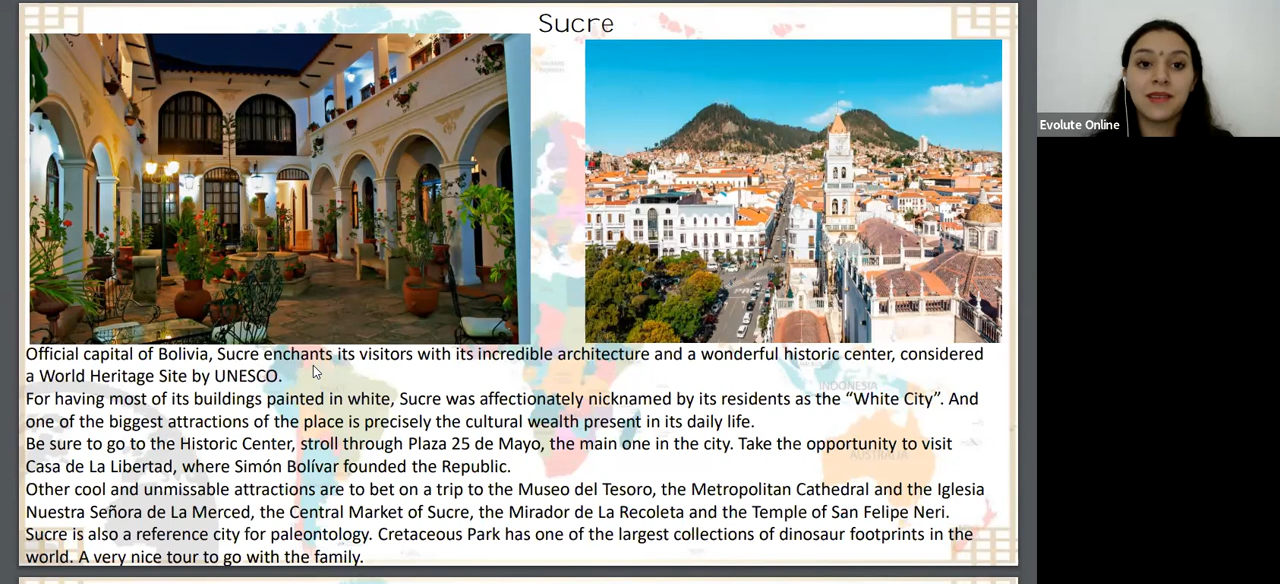 Sucre
Evolute Online
Official capital of Bolivia, Sucre enchants its visitors with its incredible architecture and a wonderful historic center, considered
a World Heritage Site by UNESCO.
For having most of its buildings painted in white, Sucre was affectionately nicknamed by its residents as the “White City”. And
one of the biggest attractions of the place is precisely the cultural wealth present in its daily life.
INDONESIA
Be sure to go to the Historic Center, stroll through Plaza 25 de Mayo, the main one in the city. Take the opportunity to visit
Casa de La Libertad, where Simón Bolívar founded the Republic.
AUSTRALIA
Other cool and unmissable attractions are to bet on a trip to the Museo del Tesoro, the Metropolitan Cathedral and the Iglesia
Nuestra Señora de La Merced, the Central Market of Sucre, the Mirador de La Recoleta and the Temple of San Felipe Neri.
Sucre is also a reference city for paleontology. Cretaceous Park has one of the largest collections of dinosaur footprints in the
world. A very nice tour to go with the family.